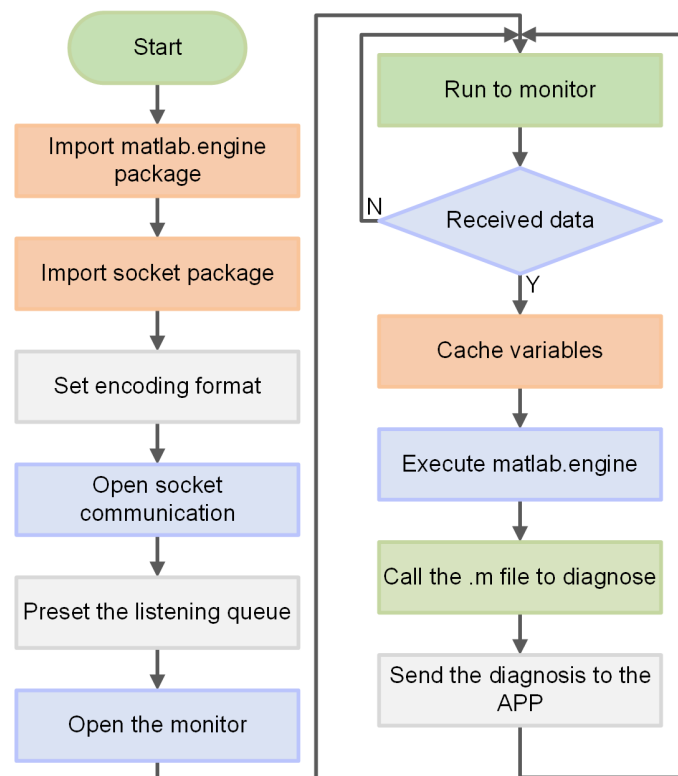 Start
Import matlab.engine
package
Import socket package
Set encoding format
Open socket
communication
Preset the listening queue
Open the monitor
Run to monitor
Received data
N
Y
Cache variables
Execute matlab.engine
Call the .m file to diagnose
Send the diagnosis to the
APP